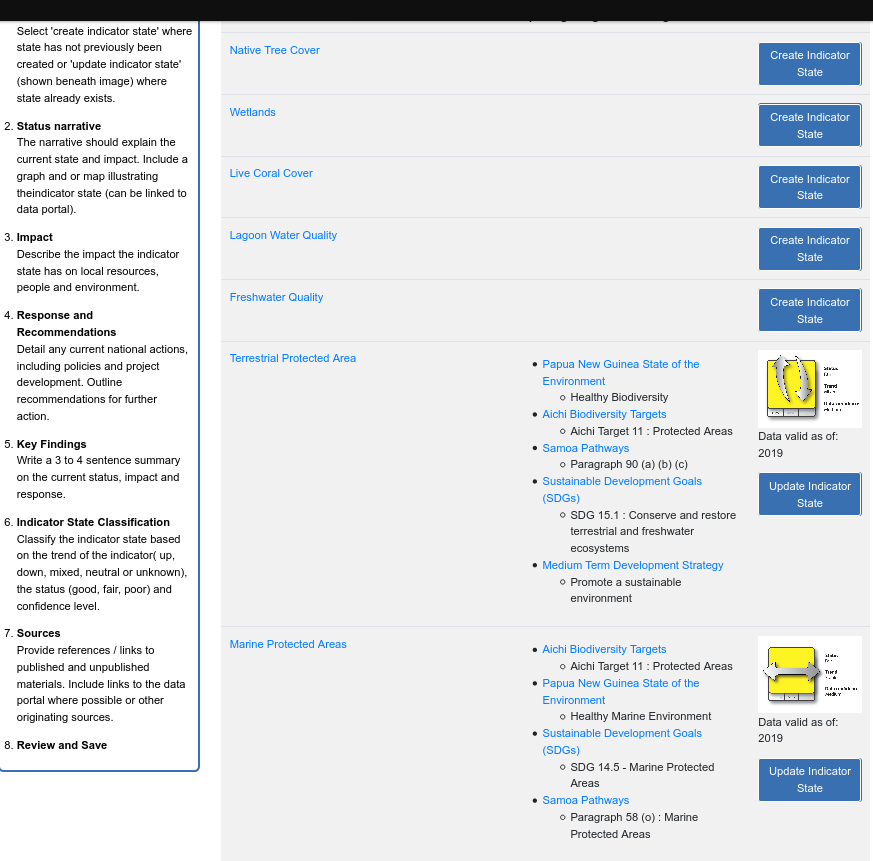 Select 'create indicator state' where
state has not previously been
created or 'update indicator state'
(shown beneath image) where
state already exists.
2. Status narrative
The narrative should explain the
current state and impact. Include a
graph and or map illustrating
theindicator state (can be linked to
data portal).
3. Impact
Describe the impact the indicator
state has on local resources,
people and environment.
4. Response and
Recommendations
Detail any current national actions,
including policies and project
development. Outline
recommendations for further
action.
5. Key Findings
Write a 3 to 4 sentence summary
on the current status, impact and
response.
6. Indicator State Classification
Classify the indicator state based
on the trend of the indicator( up,
down, mixed, neutral or unknown),
the status (good, fair, poor) and
confidence level.
7. Sources
Provide references / links to
published and unpublished
materials. Include links to the data
portal where possible or other
originating sources.
8. Review and Save
Native Tree Cover
Create Indicator
State
Wetlands
Create Indicator
State
Live Coral Cover
Create Indicator
State
Lagoon Water Quality
Create Indicator
State
Freshwater Quality
Create Indicator
State
Terrestrial Protected Area
Papua New Guinea State of the
Environment
Healthy Biodiversity
Aichi Biodiversity Targets
Aichi Target 11 : Protected Areas
Samoa Pathways
Paragraph 90 (a) (b) (c)
Sustainable Development Goals
(SDGs)
SDG 15.1 : Conserve and restore
terrestrial and freshwater
ecosystems
Medium Term Development Strategy
Promote a sustainable
environment
Data valid as of:
2019
Update Indicator
State
Marine Protected Areas
Aichi Biodiversity Targets
Aichi Target 11 : Protected Areas
Papua New Guinea State of the
Environment
Healthy Marine Environment
Sustainable Development Goals
(SDGs)
SDG 14.5 - Marine Protected
Areas
Samoa Pathways
Paragraph 58 (o) : Marine
Protected Areas
Data valid as of:
2019
Update Indicator
State